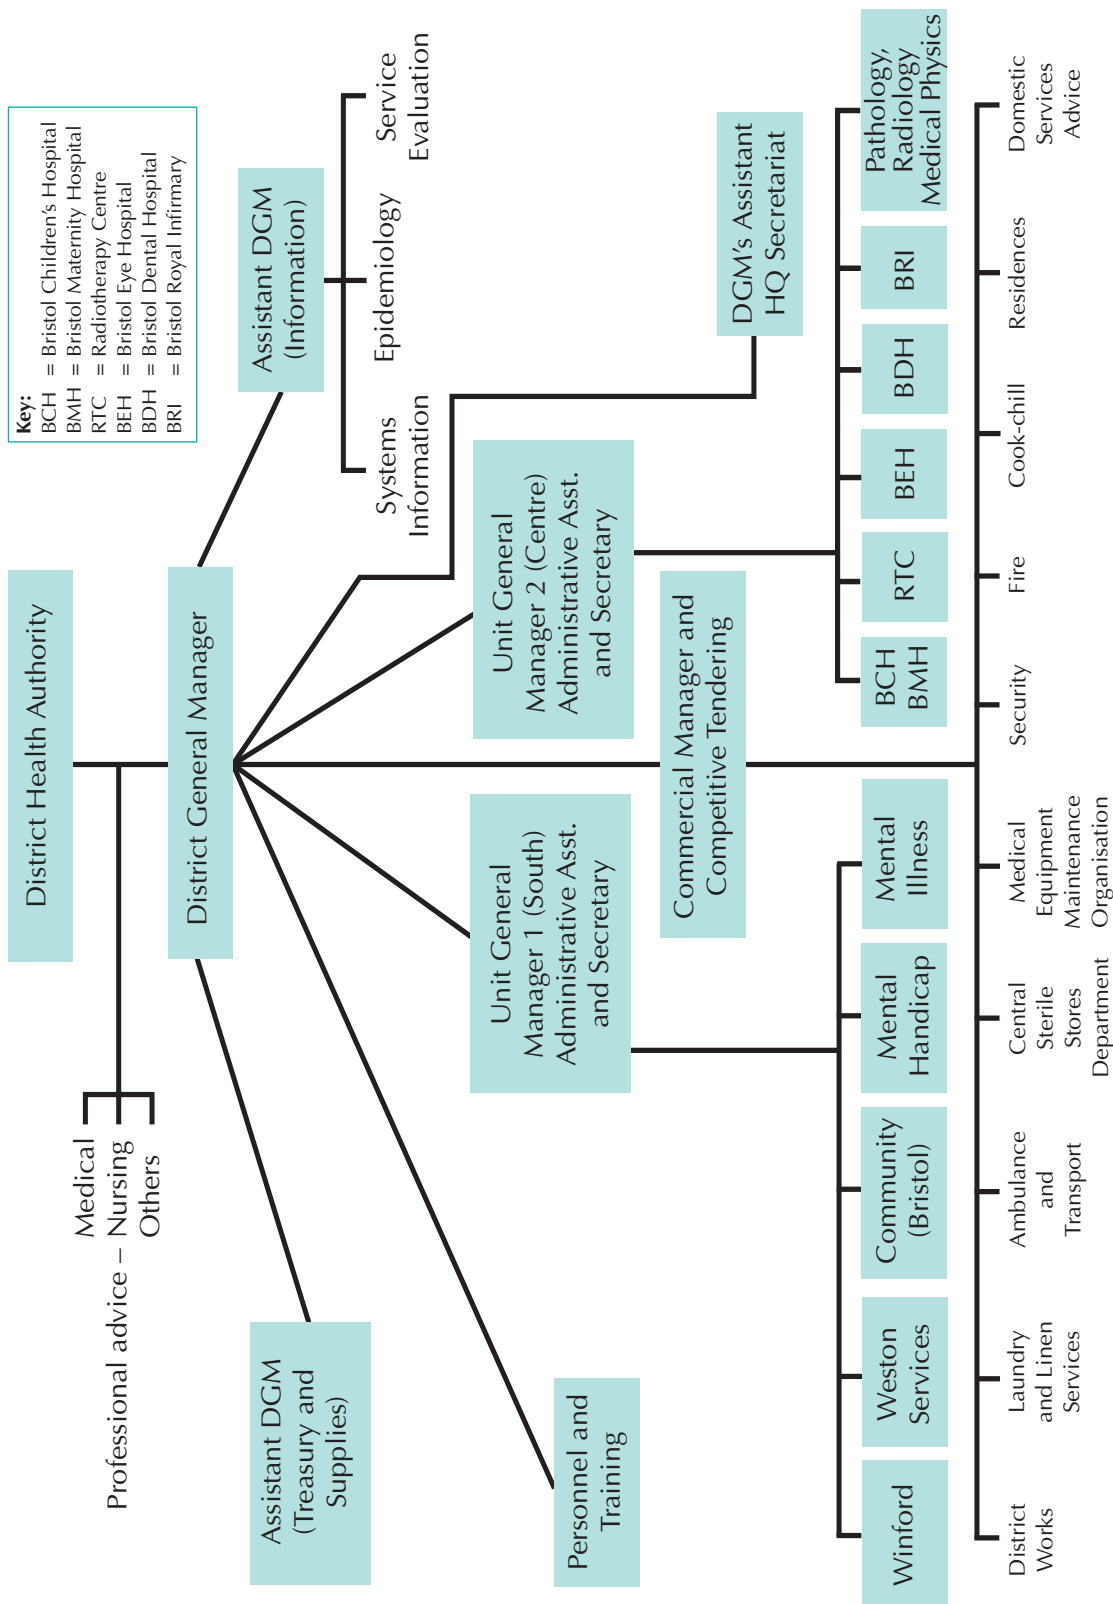 District Health Authority
Key:
BCH = Bristol Children's Hospital
BMH = Bristol Maternity Hospital
RTC = Radiotherapy Centre
BEH = Bristol Eye Hospital
BDH = Bristol Dental Hospital
BRI = Bristol Royal Infirmary
Medical
Professional advice – Nursing
Others
District General Manager
Assistant DGM
(Treasury and
Supplies)
Assistant DGM
(Information)
Systems
Information
Epidemiology
Service
Evaluation
Personnel and
Training
Unit General
Manager 1 (South)
Administrative Asst.
and Secretary
Unit General
Manager 2 (Centre)
Administrative Asst.
and Secretary
DGM's Assistant
HQ Secretariat
Commercial Manager and
Competitive Tendering
Winford
Weston
Services
Community
(Bristol)
Mental
Handicap
Mental
Illness
BCH
BMH
RTC
BEH
BDH
BRI
Pathology,
Radiology
Medical Physics
District
Works
Laundry
and Linen
Services
Ambulance
and
Transport
Central
Sterile
Stores
Department
Medical
Equipment
Maintenance
Organisation
Security
Fire
Cook-chill
Residences
Domestic
Services
Advice